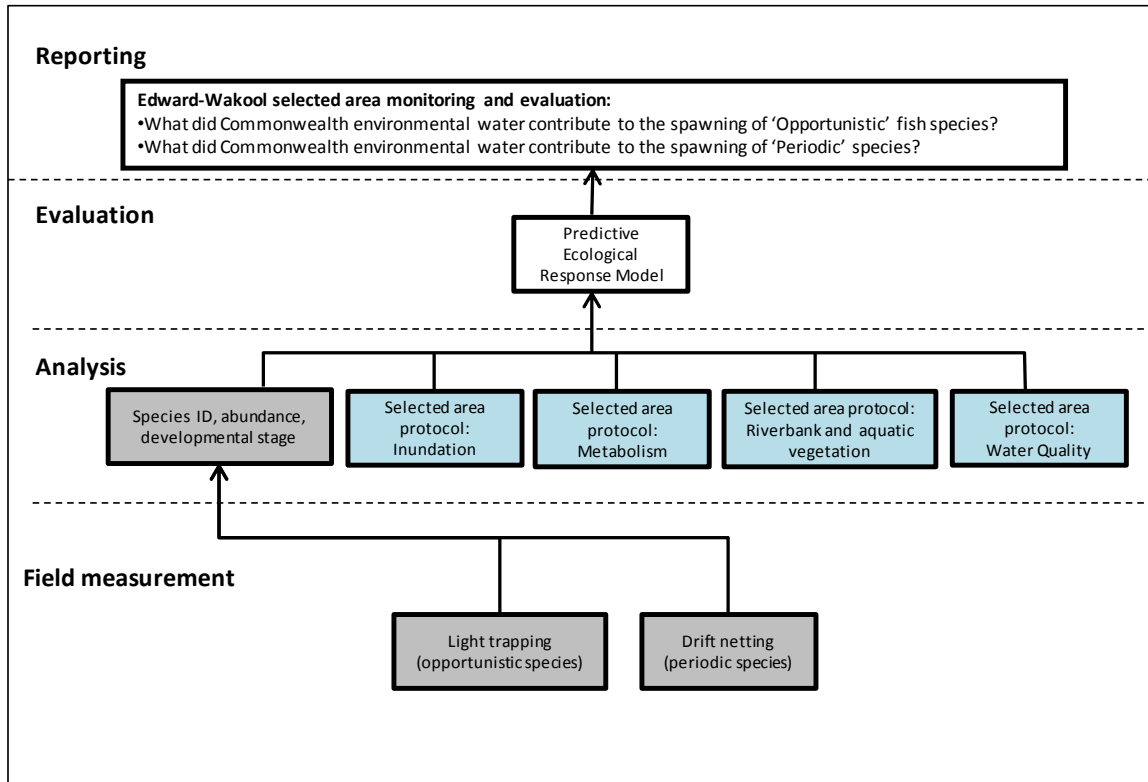 Reporting
Edward-Wakool selected area monitoring and evaluation:
•What did Commonwealth environmental water contribute to the spawning of ‘Opportunistic’ fish species?
•What did Commonwealth environmental water contribute to the spawning of ‘Periodic’ species?
Evaluation
Predictive
Ecological
Response Model
Analysis
Species ID, abundance,
developmental stage
Selected area
protocol:
Inundation
Selected area
protocol:
Metabolism
Selected area protocol:
Riverbank and aquatic
vegetation
Selected area
protocol:
Water Quality
Field measurement
Light trapping
(opportunistic species)
Drift netting
(periodic species)